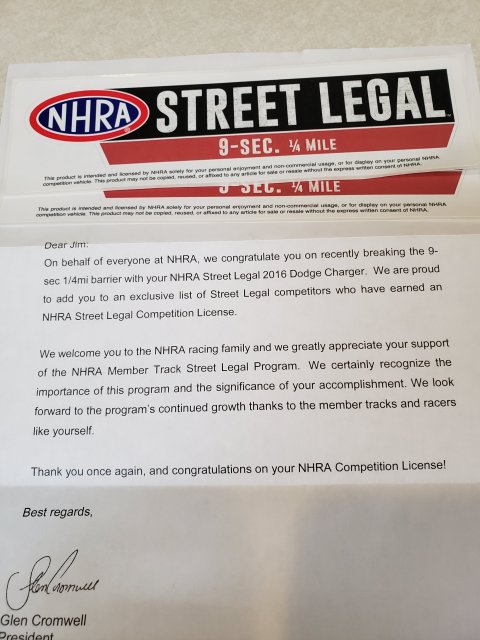 NHRA® STREET LEGAL™
9-SEC. ¼ MILE
This product is intended and licensed by NHRA solely for your personal enjoyment and non-commercial usage, or for display on your personal NHRA
competition vehicle. This product may not be copied, reused, or affixed to any article for sale or resale without the express written consent of NHRA.
9-SEC. ¼ MILE
This product is intended and licensed by NHRA solely for your personal enjoyment and non-commercial usage, or for display on your personal NHRA
competition vehicle. This product may not be copied, reused, or affixed to any article for sale or resale without the express written consent of NHRA.
Dear Jim:
On behalf of everyone at NHRA, we congratulate you on recently breaking the 9-
sec 1/4mi barrier with your NHRA Street Legal 2016 Dodge Charger. We are proud
to add you to an exclusive list of Street Legal competitors who have earned an
NHRA Street Legal Competition License.
We welcome you to the NHRA racing family and we greatly appreciate your support
of the NHRA Member Track Street Legal Program. We certainly recognize the
importance of this program and the significance of your accomplishment. We look
forward to the program's continued growth thanks to the member tracks and racers
like yourself.
Thank you once again, and congratulations on your NHRA Competition License!
Best regards,
Glen Cromwell
Glen Cromwell
President